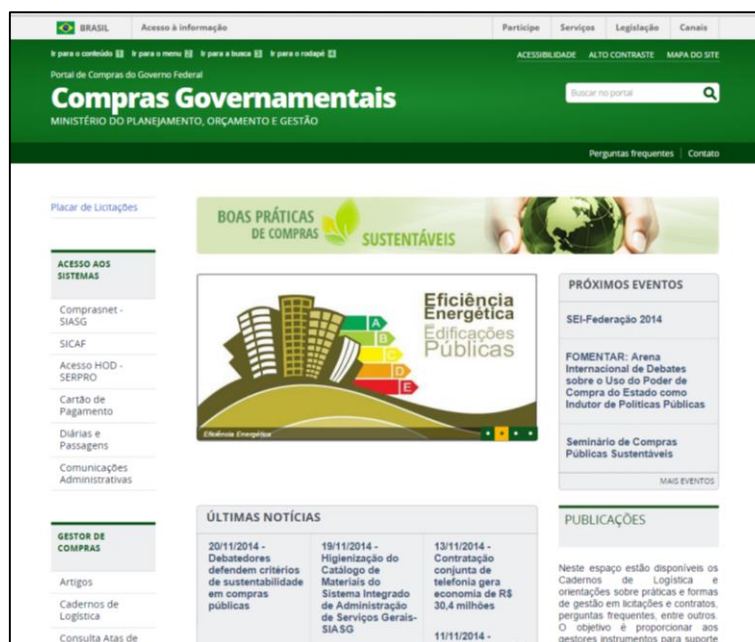 BRASIL Acesso à informação Participe Serviços Legislação Canais
Ir para o conteúdo 1 Ir para o menu 2 Ir para a busca 3 Ir para o rodapé 4 ACESSIBILIDADE ALTO CONTRASTE MAPA DO SITE
Portal de Compras do Governo Federal
Compras Governamentais
Buscar no portal
MINISTÉRIO DO PLANEJAMENTO, ORÇAMENTO E GESTÃO
Perguntas frequentes Contato
Placar de Licitações
ACESSO AOS
SISTEMAS
Comprasnet -
SIASG
SICAF
Acesso HOD -
SERPRO
Cartão de
Pagamento
Diárias e
Passagens
Comunicações
Administrativas
GESTOR DE
COMPRAS
Artigos
Cadernos de
Logística
Consulta Atas de
BOAS PRÁTICAS
DE COMPRAS
SUSTENTÁVEIS
Eficiência
Energética
Edificações
Públicas
A
B
C
D
E
Eficiência Energética
PRÓXIMOS EVENTOS
SEI-Federação 2014
FOMENTAR: Arena
Internacional de Debates
sobre o Uso do Poder de
Compra do Estado como
Indutor de Políticas Públicas
Seminário de Compras
Públicas Sustentáveis
MAIS EVENTOS
ÚLTIMAS NOTÍCIAS
20/11/2014 -
Debatedores
defendem critérios
de sustentabilidade
em compras
públicas
19/11/2014 -
Higienização do
Catálogo de
Materiais do
Sistema Integrado
de Administração
de Serviços Gerais-
SIASG
13/11/2014 -
Contratação
conjunta de
telefonia gera
economia de R$
30,4 milhões
11/11/2014 -
PUBLICAÇÕES
Neste espaço estão disponíveis os
Cadernos de Logística e
orientações sobre práticas e formas
de gestão em licitações e contratos,
perguntas frequentes, entre outros.
O objetivo é proporcionar aos
gestores instrumentos para suporte